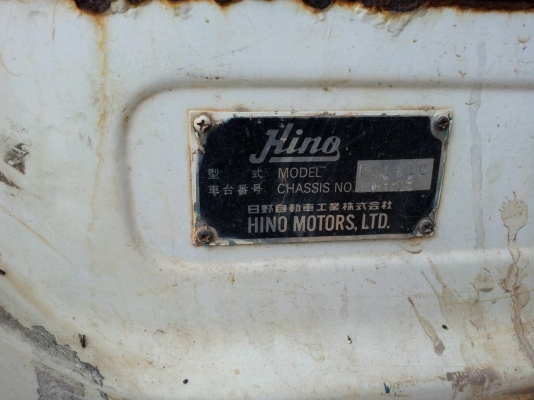 Hino
型式 MODEL
車台番号 CHASSIS NO.
日野自動車工業株式会社
HINO MOTORS, LTD.